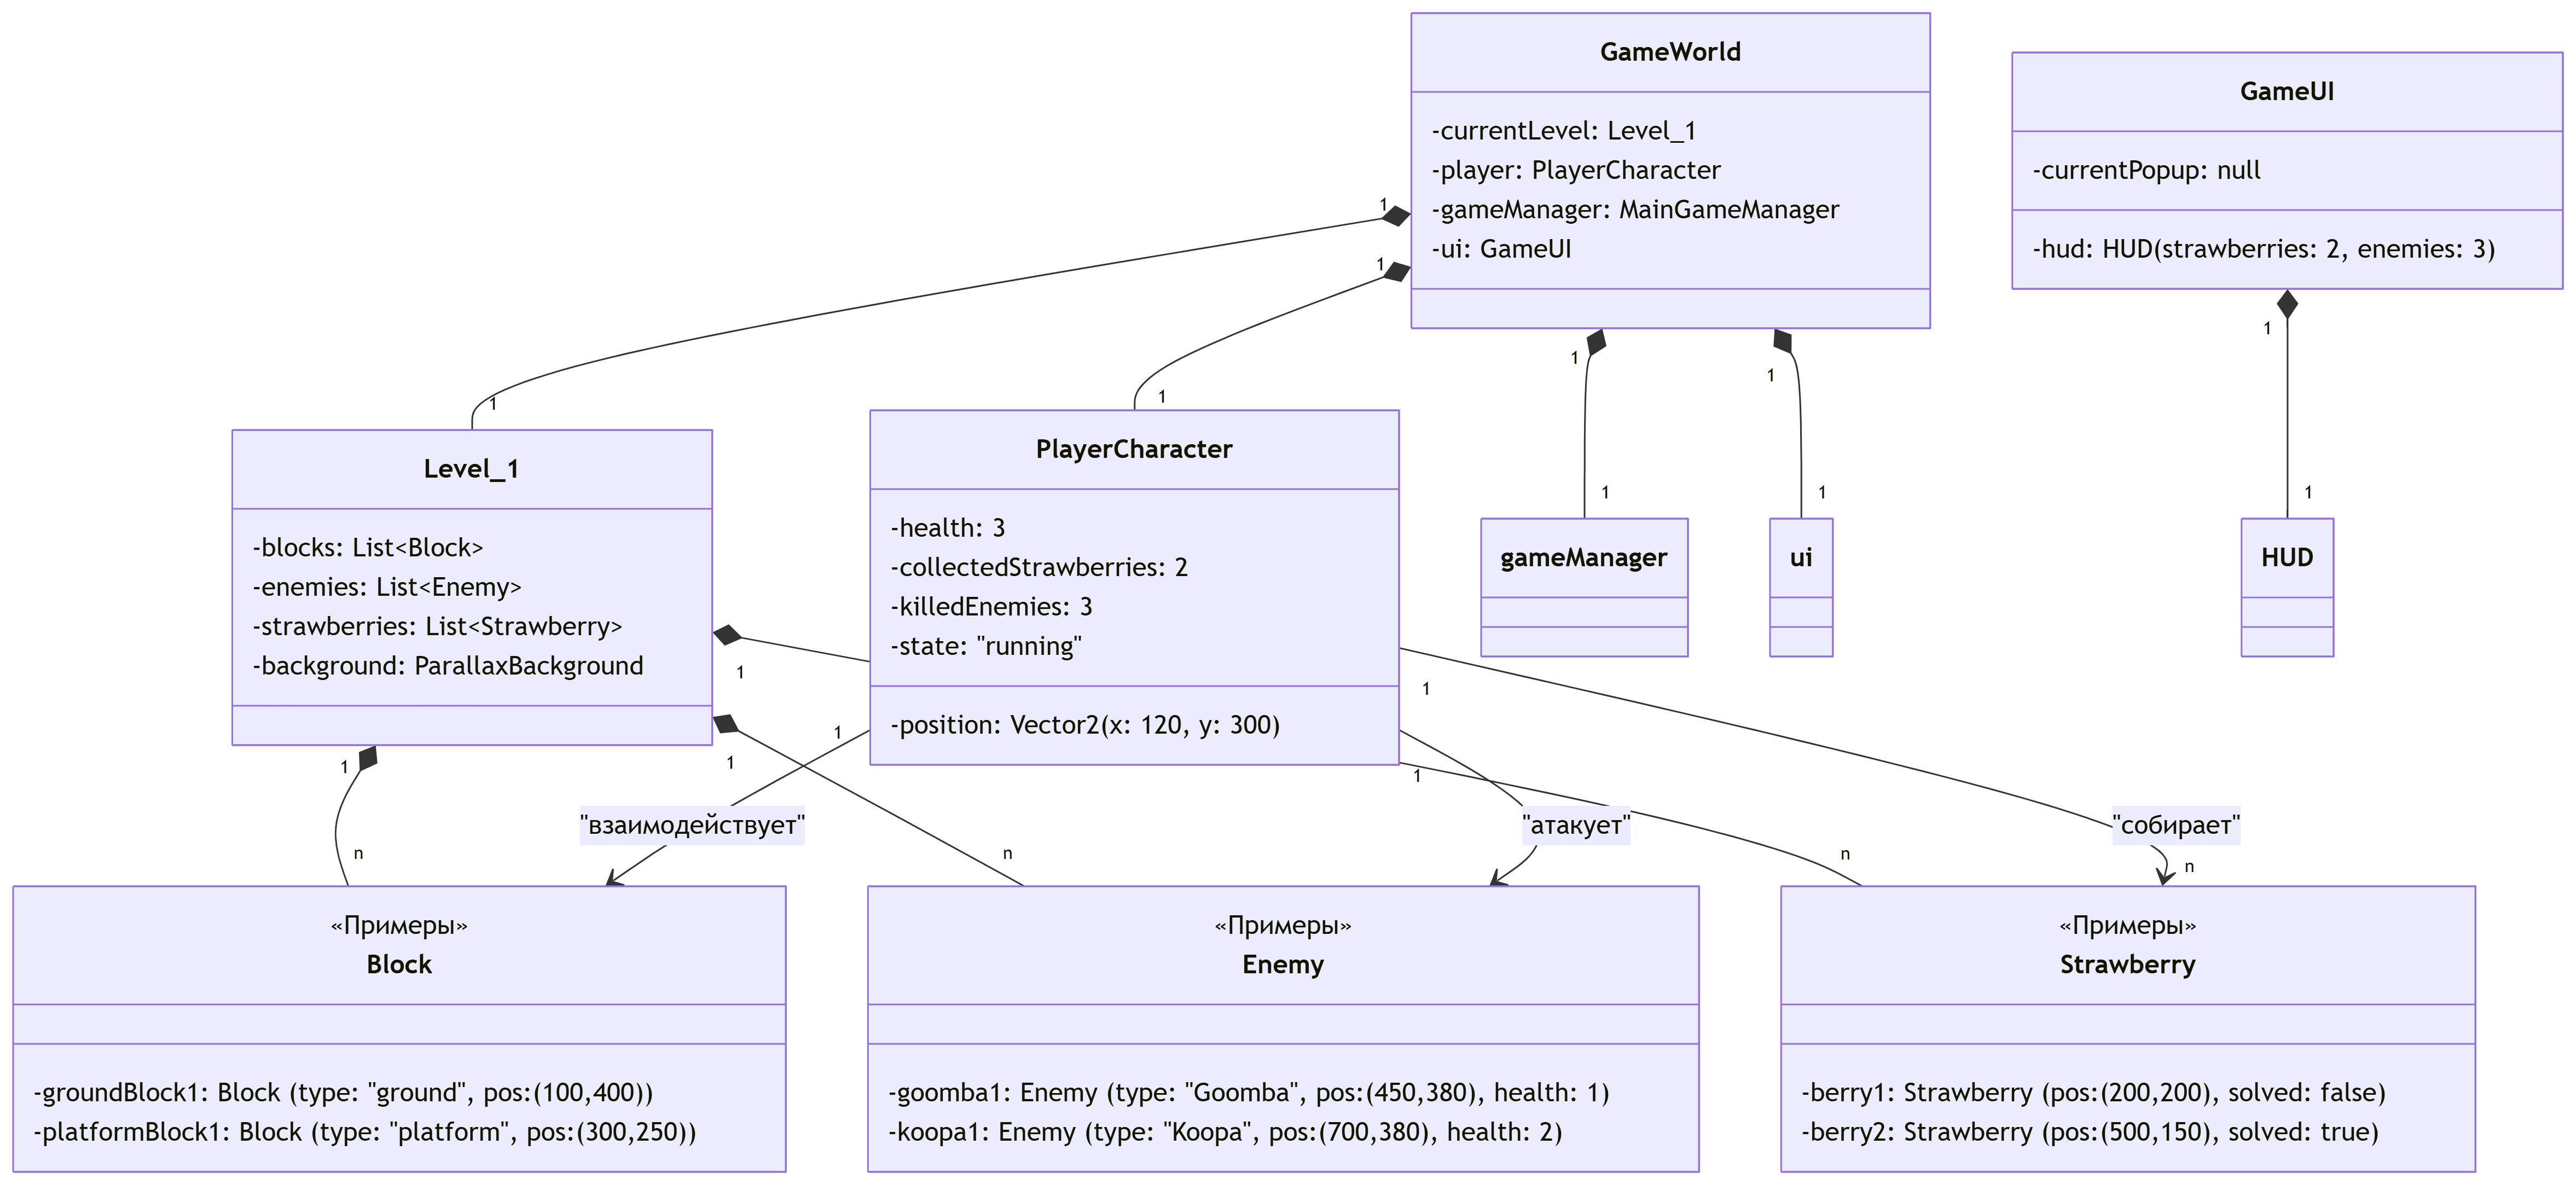 GameWorld
-currentLevel: Level_1
-player: PlayerCharacter
-gameManager: MainGameManager
-ui: GameUI
GameUI
-currentPopup: null
-hud: HUD(strawberries: 2, enemies: 3)
1
1
1
1
1
1
1
Level_1
-blocks: List<Block>
-enemies: List<Enemy>
-strawberries: List<Strawberry>
-background: ParallaxBackground
PlayerCharacter
-health: 3
-collectedStrawberries: 2
-killedEnemies: 3
-state: "running"
-position: Vector2(x: 120, y: 300)
1
1
1
gameManager
ui
HUD
1
1
1
1
1
1
"взаимодействует"
"атакует"
"собирает"
n
n
n
n
«Примеры»
Block
-groundBlock1: Block (type: "ground", pos:(100,400))
-platformBlock1: Block (type: "platform", pos:(300,250))
«Примеры»
Enemy
-goomba1: Enemy (type: "Goomba", pos:(450,380), health: 1)
-koopa1: Enemy (type: "Koopa", pos:(700,380), health: 2)
«Примеры»
Strawberry
-berry1: Strawberry (pos:(200,200), solved: false)
-berry2: Strawberry (pos:(500,150), solved: true)